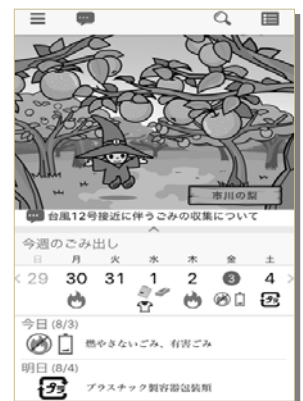 市川の梨
台風12号接近に伴うごみの収集について
今週のごみ出し
日 月 火 水 木 金 土
29 30 31 1 2 3 4
今日 (8/3)
燃やさないごみ、有害ごみ
明日 (8/4)
プラ プラスチック製容器包装類